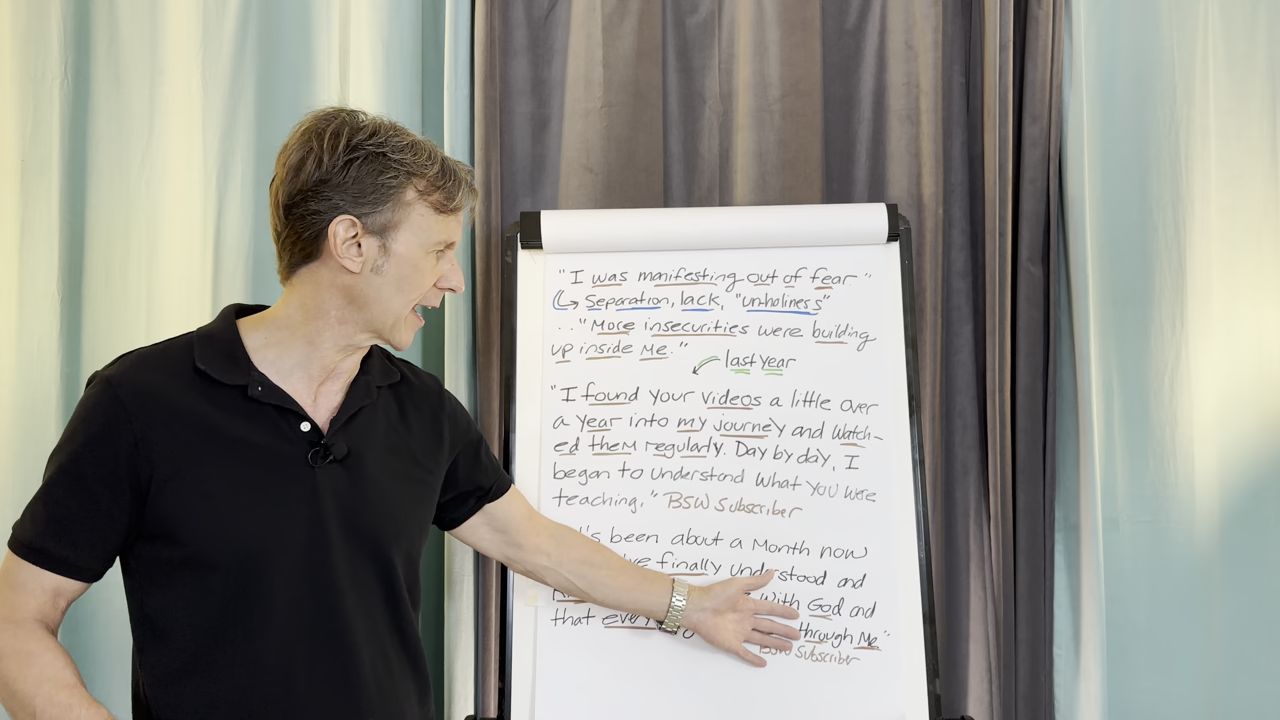 "I was manifesting out of fear"
Separation, lack, "unholiness"
.."More insecurities were building
up inside Me."
last year
"I found your videos a little over
a year into my journey and watch-
ed them regularly. Day by day, I
began to understand what you were
teaching," BSW Subscriber
been about a Month now
finally understood and
with God and
that through Me."
BSW Subscriber